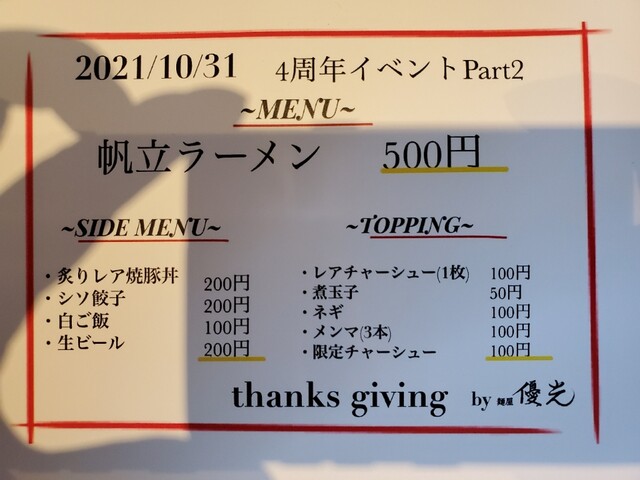 2021/10/31 4周年イベントPart2
~MENU~
帆立ラーメン 500円
~SIDE MENU~
・炙りレア焼豚丼 200円
・シソ餃子 200円
・白ご飯 100円
・生ビール 200円
~TOPPING~
・レアチャーシュー(1枚) 100円
・煮玉子 50円
・ネギ 100円
・メンマ(3本) 100円
・限定チャーシュー 100円
thanks giving by 麺屋 優光